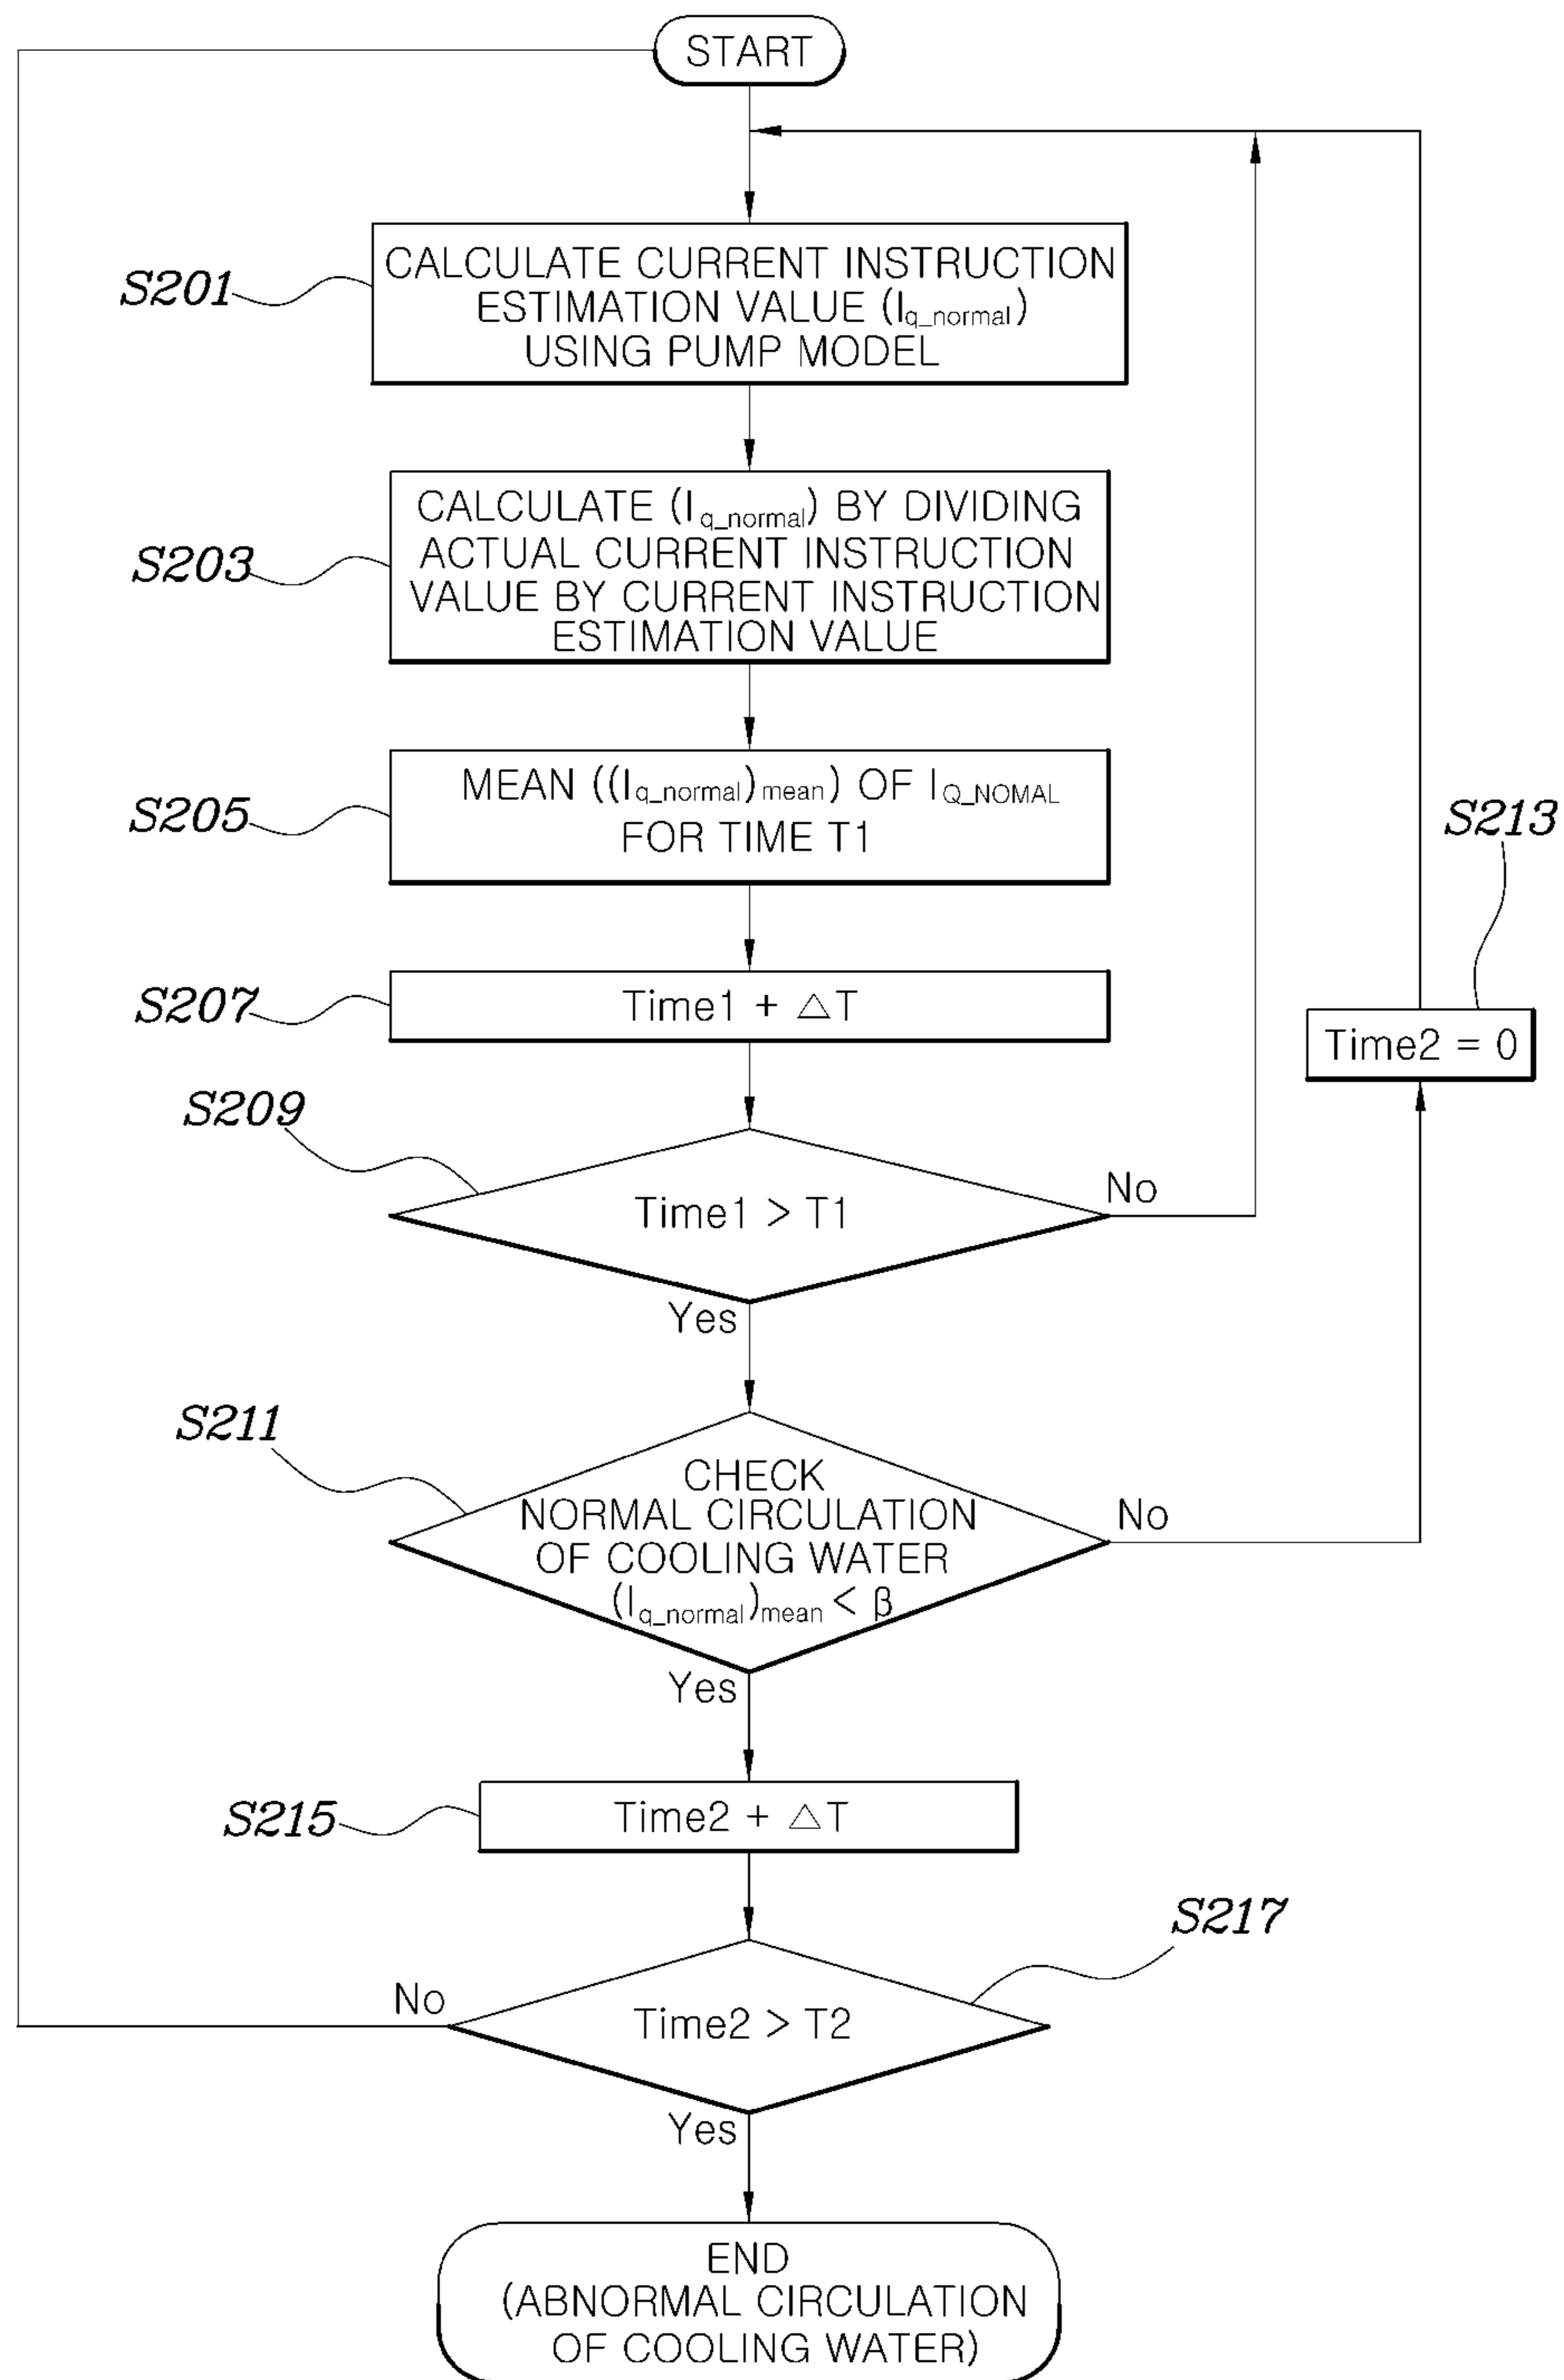 START
S201
CALCULATE CURRENT INSTRUCTION
ESTIMATION VALUE (Iq_normal)
USING PUMP MODEL
S203
CALCULATE (Iq_normal) BY DIVIDING
ACTUAL CURRENT INSTRUCTION
VALUE BY CURRENT INSTRUCTION
ESTIMATION VALUE
S205
MEAN ((Iq_normal)mean) OF IQ_NOMAL
FOR TIME T1
S213
S207
Time1 + △T
Time2 = 0
S209
Time1 > T1
No
Yes
S211
CHECK
NORMAL CIRCULATION
OF COOLING WATER
(Iq_normal)mean < β
No
Yes
S215
Time2 + △T
S217
No
Time2 > T2
Yes
END
(ABNORMAL CIRCULATION
OF COOLING WATER)